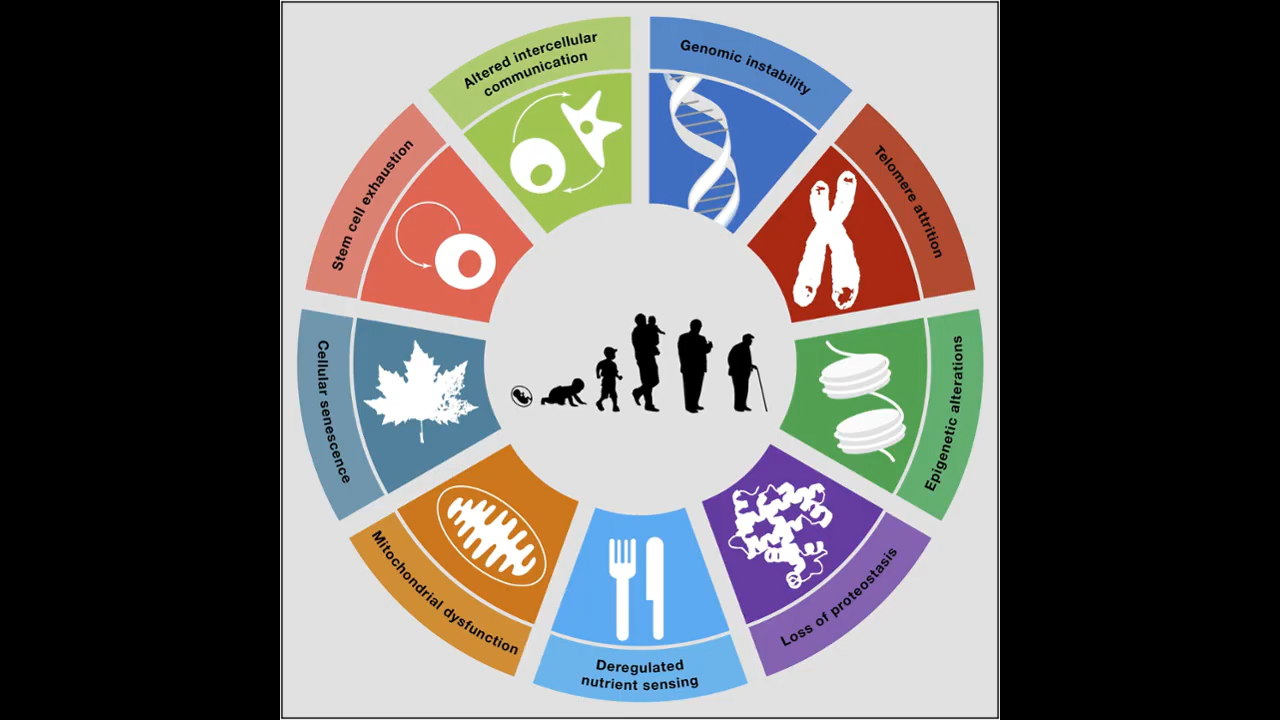 Genomic instability
Telomere attrition
Epigenetic alterations
Loss of proteostasis
Deregulated
nutrient sensing
Mitochondrial dysfunction
Cellular senescence
Stem cell exhaustion
Altered intercellular
communication